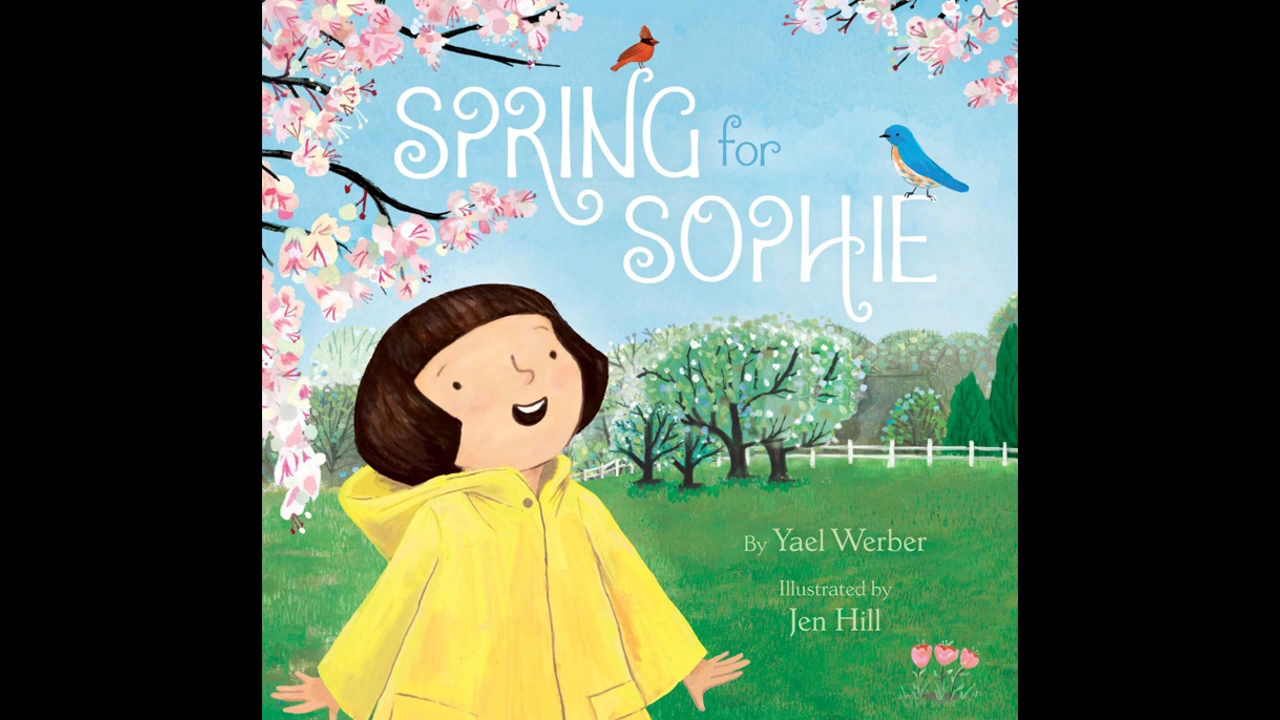 SPRING for
SOPHIE
By Yael Werber
Illustrated by
Jen Hill